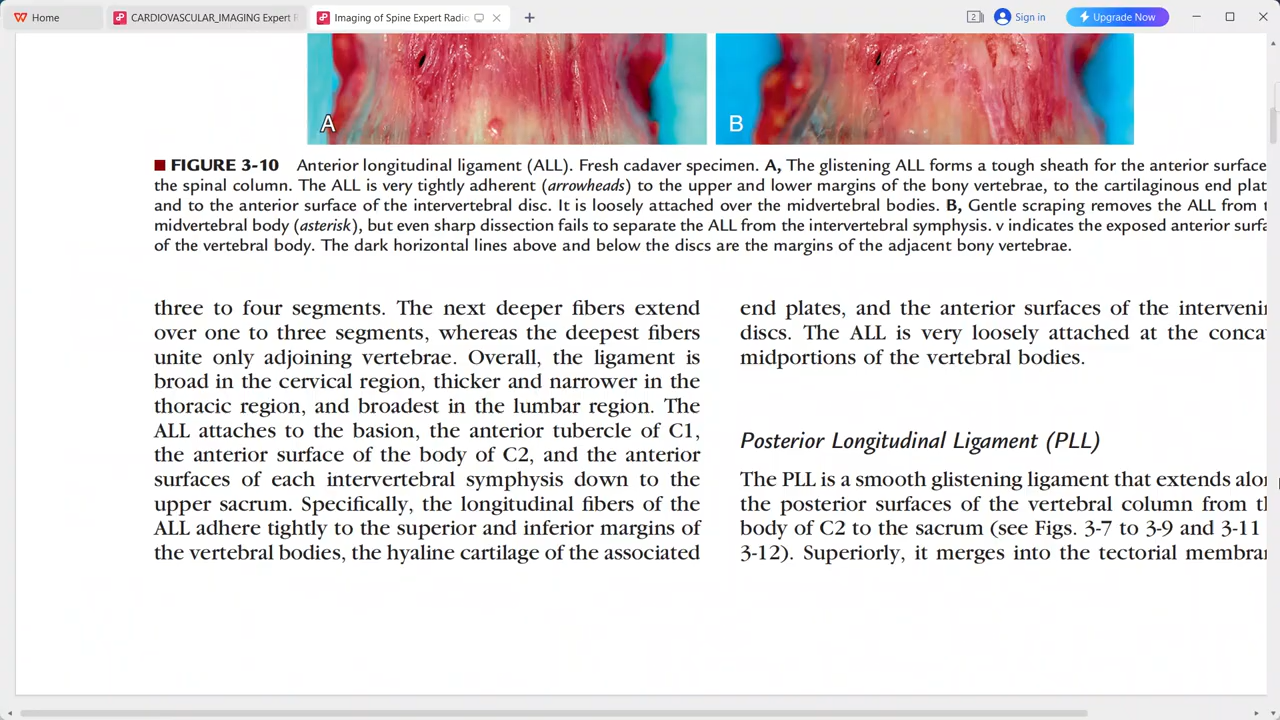 Home
CARDIOVASCULAR_IMAGING Expert
Imaging of Spine Expert Radio
2
Sign in
Upgrade Now
A
B
FIGURE 3-10 Anterior longitudinal ligament (ALL). Fresh cadaver specimen. A, The glistening ALL forms a tough sheath for the anterior surface
the spinal column. The ALL is very tightly adherent (arrowheads) to the upper and lower margins of the bony vertebrae, to the cartilaginous end plat
and to the anterior surface of the intervertebral disc. It is loosely attached over the midvertebral bodies. B, Gentle scraping removes the ALL from t
midvertebral body (asterisk), but even sharp dissection fails to separate the ALL from the intervertebral symphysis. v indicates the exposed anterior surfa
of the vertebral body. The dark horizontal lines above and below the discs are the margins of the adjacent bony vertebrae.
three to four segments. The next deeper fibers extend
over one to three segments, whereas the deepest fibers
unite only adjoining vertebrae. Overall, the ligament is
broad in the cervical region, thicker and narrower in the
thoracic region, and broadest in the lumbar region. The
ALL attaches to the basion, the anterior tubercle of C1,
the anterior surface of the body of C2, and the anterior
surfaces of each intervertebral symphysis down to the
upper sacrum. Specifically, the longitudinal fibers of the
ALL adhere tightly to the superior and inferior margins of
the vertebral bodies, the hyaline cartilage of the associated
end plates, and the anterior surfaces of the interveni
discs. The ALL is very loosely attached at the conca
midportions of the vertebral bodies.
Posterior Longitudinal Ligament (PLL)
The PLL is a smooth glistening ligament that extends alo
the posterior surfaces of the vertebral column from t
body of C2 to the sacrum (see Figs. 3-7 to 3-9 and 3-11
3-12). Superiorly, it merges into the tectorial membra